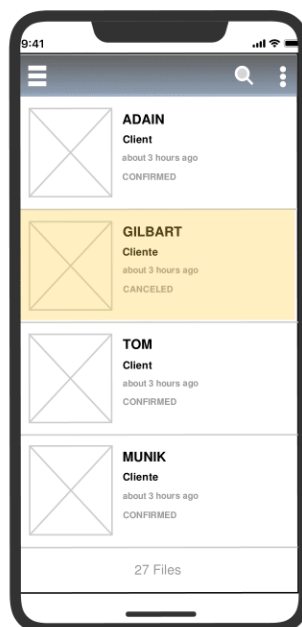 9:41
ADAIN
Client
about 3 hours ago
CONFIRMED
GILBART
Cliente
about 3 hours ago
CANCELED
TOM
Client
about 3 hours ago
CONFIRMED
MUNIK
Cliente
about 3 hours ago
CONFIRMED
27 Files